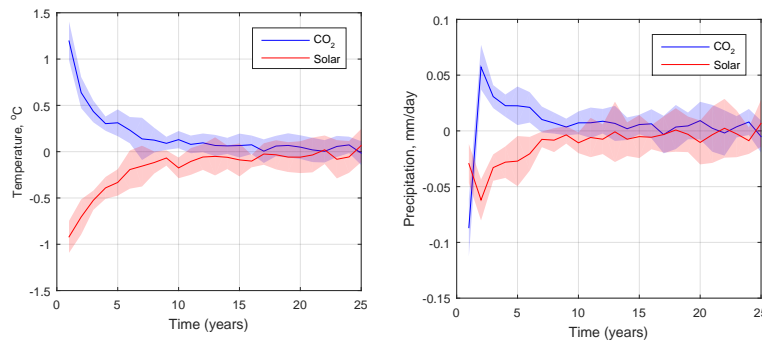 1.5
1
0.5
0
-0.5
-1
-1.5
0 5 10 15 20 25
Temperature, °C
Time (years)
CO₂
Solar
0.1
0.05
0
-0.05
-0.1
-0.15
0 5 10 15 20 25
Precipitation, mm/day
Time (years)
CO₂
Solar